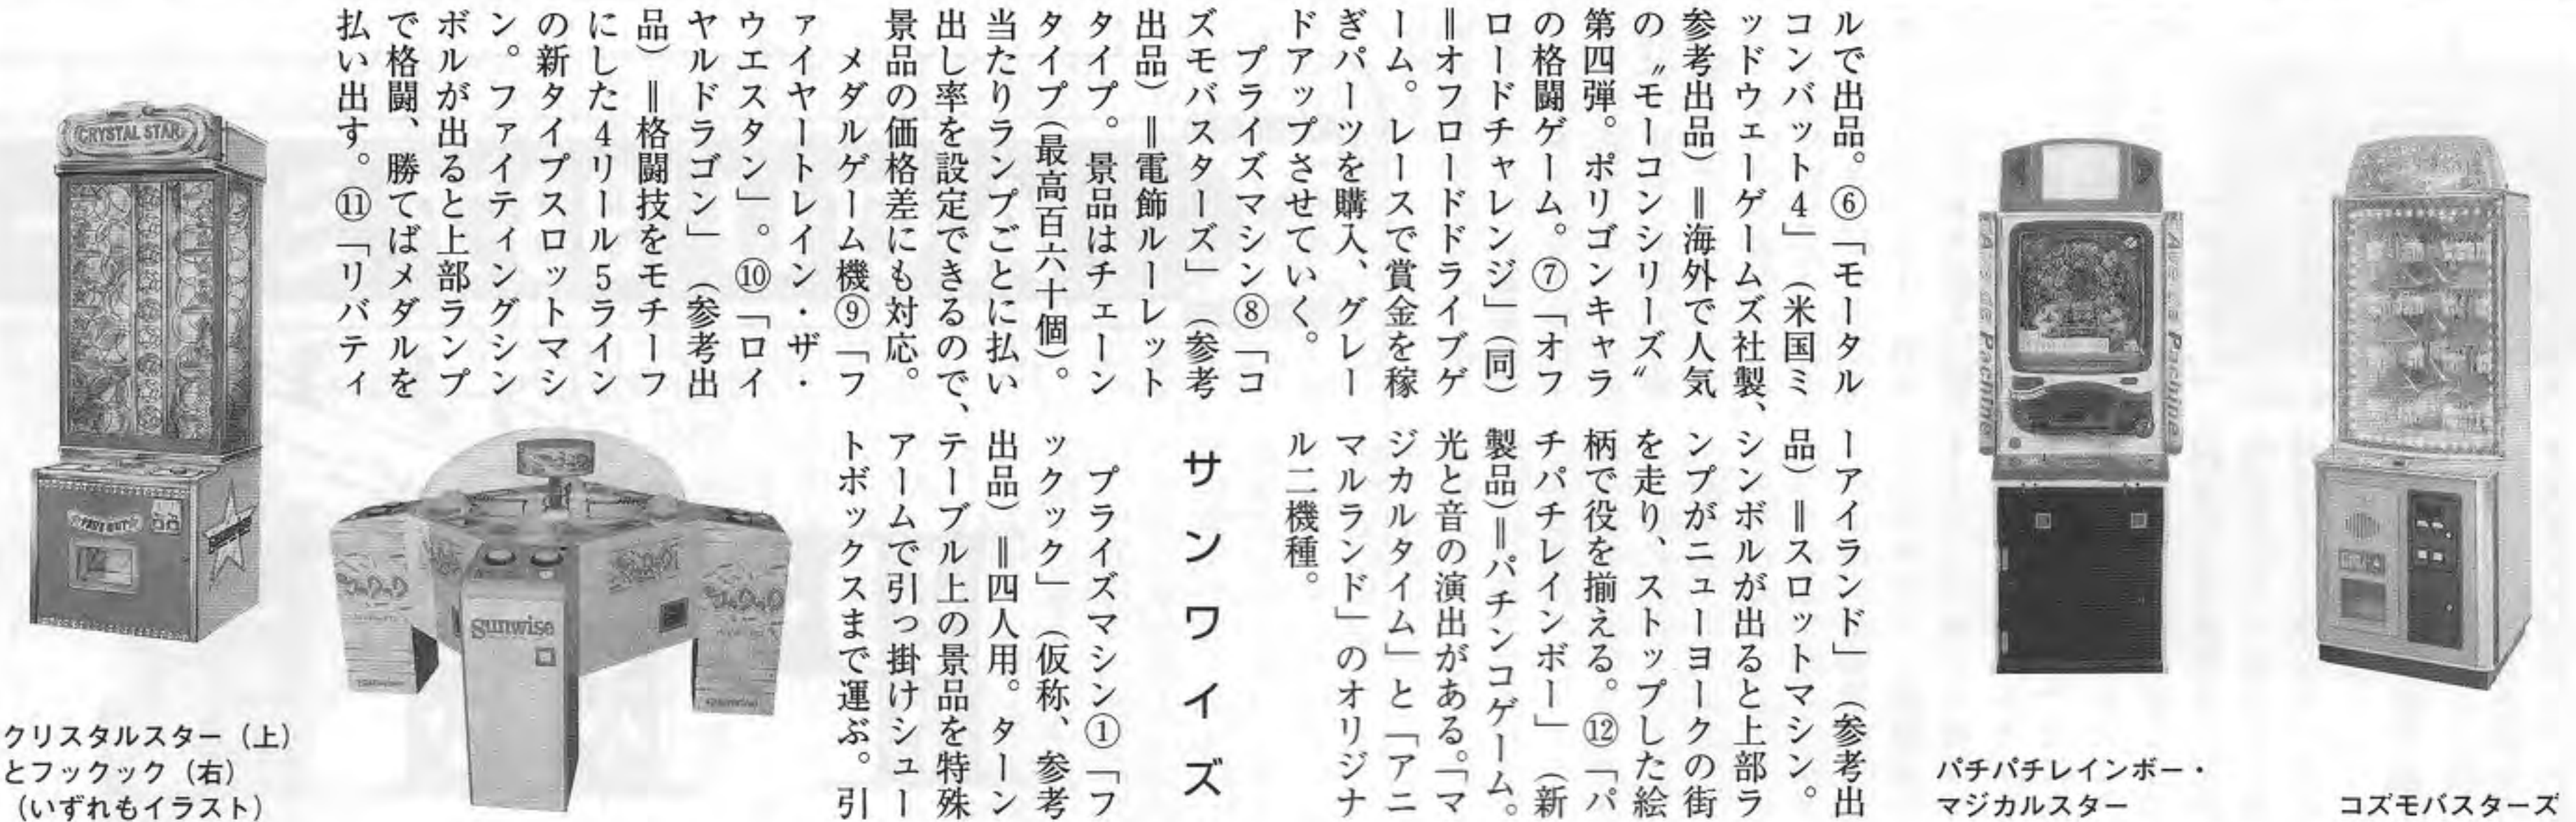 ルで出品。⑥「モータル
コンバット4」（米国ミ
ッドウェーゲームズ社製、
参考出品）＝海外で人気
の〝モーコンシリーズ〟
第四弾。ポリゴンキャラ
の格闘ゲーム。⑦「オフ
ロードチャレンジ」（同）
＝オフロードドライブゲ
ーム。レースで賞金を稼
ぎパーツを購入、グレー
ドアップさせていく。
プライズマシン⑧「コ
ズモバスターズ」（参考
出品）＝電飾ルーレット
タイプ。景品はチェーン
タイプ（最高百六十個）。
当たりランプごとに払い
出し率を設定できるので、
景品の価格差にも対応。
メダルゲーム機⑨「フ
ァイヤートレイン・ザ・
ウエスタン」。⑩「ロイ
ヤルドラゴン」（参考出
品）＝格闘技をモチーフ
にした4リール5ライン
の新タイプスロットマシ
ン。ファイティングシン
ボルが出ると上部ランプ
で格闘、勝てばメダルを
払い出す。⑪「リバティ
ーアイランド」（参考出
品）＝スロットマシン。
シンボルが出ると上部ラ
ンプがニューヨークの街
を走り、ストップした絵
柄で役を揃える。⑫「パ
チパチレインボー」（新
製品）＝パチンコゲーム。
光と音の演出がある。「マ
ジカルタイム」と「アニ
マルランド」のオリジナ
ル二機種。
サンワイズ
プライズマシン①「フ
ックック」（仮称、参考
出品）＝四人用。ターン
テーブル上の景品を特殊
アームで引っ掛けシュー
トボックスまで運ぶ。引
CRYSTAL STAR
Sunwise
フックック
Pachine
Pachine
クリスタルスター（上）
とフックック（右）
（いずれもイラスト）
パチパチレインボー・
マジカルスター
コズモバスターズ